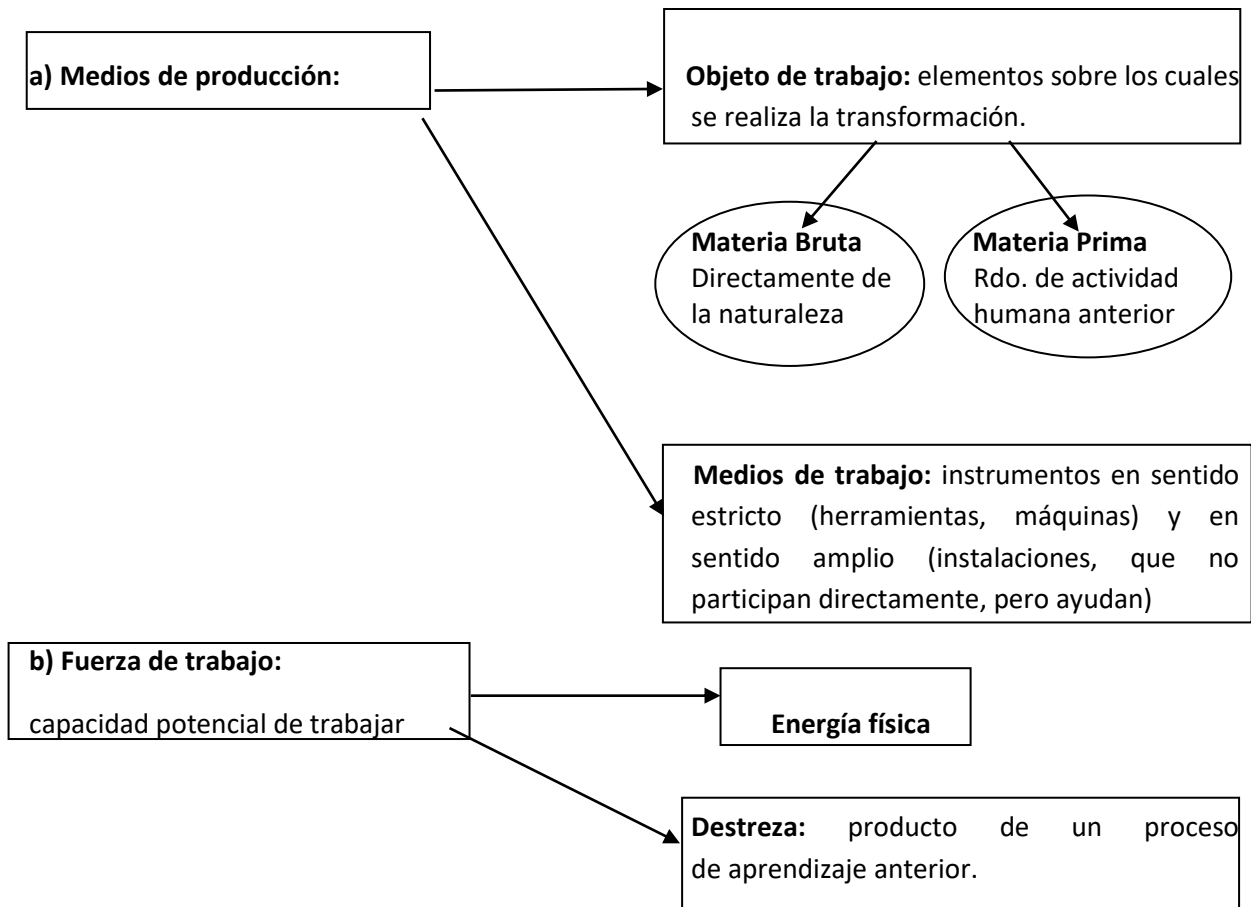 a) Medios de producción:
Objeto de trabajo: elementos sobre los cuales
se realiza la transformación.
Materia Bruta
Directamente de
la naturaleza
Materia Prima
Rdo. de actividad
humana anterior
Medios de trabajo: instrumentos en sentido
estricto (herramientas, máquinas) y en
sentido amplio (instalaciones, que no
participan directamente, pero ayudan)
b) Fuerza de trabajo:
capacidad potencial de trabajar
Energía física
Destreza: producto de un proceso
de aprendizaje anterior.